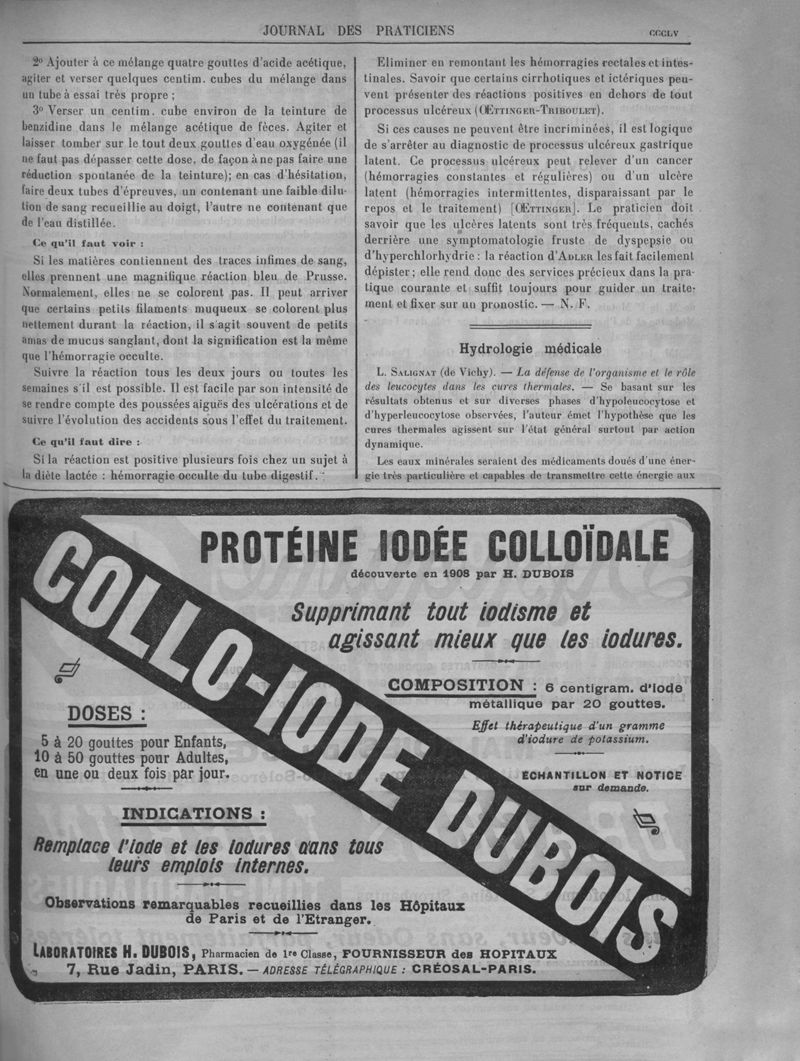 JOURNAL DES PRATICIENS
CCCLV
2º Ajouter à ce mélange quatre gouttes d'acide acétique,
agiter et verser quelques centim. cubes du mélange dans
un tube à essai très propre ;
3º Verser un centim. cube environ de la teinture de
benzidine dans le mélange acétique de fèces. Agiter et
laisser tomber sur le tout deux gouttes d'eau oxygénée (il
ne faut pas dépasser cette dose, de façon à ne pas faire une
réduction spontanée de la teinture); en cas d'hésitation,
faire deux tubes d'épreuves, un contenant une faible dilu-
tion de sang recueillie au doigt, l'autre ne contenant que
de l'eau distillée.
Ce qu'il faut voir :
Si les matières contiennent des traces infimes de sang,
elles prennent une magnifique réaction bleu de Prusse.
Normalement, elles ne se colorent pas. Il peut arriver
que certains petits filaments muqueux se colorent plus
nettement durant la réaction, il s'agit souvent de petits
amas de mucus sanglant, dont la signification est la même
que l'hémorragie occulte.
Suivre la réaction tous les deux jours ou toutes les
semaines s'il est possible. Il est facile par son intensité de
se rendre compte des poussées aiguës des ulcérations et de
suivre l'évolution des accidents sous l'effet du traitement.
Ce qu'il faut dire :
Si la réaction est positive plusieurs fois chez un sujet à
la diète lactée : hémorragie occulte du tube digestif.
Eliminer en remontant les hémorragies rectales et intes-
tinales. Savoir que certains cirrhotiques et ictériques peu-
vent présenter des réactions positives en dehors de tout
processus ulcéreux (ŒTTINGER-TRIBOULET).
Si ces causes ne peuvent être incriminées, il est logique
de s'arrêter au diagnostic de processus ulcéreux gastrique
latent. Ce processus ulcéreux peut relever d'un cancer
(hémorragies constantes et régulières) ou d'un ulcère
latent (hémorragies intermittentes, disparaissant par le
repos et le traitement) [ŒTTINGER]. Le praticien doit
savoir que les ulcères latents sont très fréquents, cachés
derrière une symptomatologie fruste de dyspepsie ou
d'hyperchlorhydrie : la réaction d'ADLER les fait facilement
dépister ; elle rend donc des services précieux dans la pra-
tique courante et suffit toujours pour guider un traite-
ment et fixer sur un pronostic. — N. F.
Hydrologie médicale
L. SALIGNAT (de Vichy). — La défense de l'organisme et le rôle
des leucocytes dans les cures thermales. — Se basant sur les
résultats obtenus et sur diverses phases d'hypoleucocytose et
d'hyperleucocytose observées, l'auteur émet l'hypothèse que les
cures thermales agissent sur l'état général surtout par action
dynamique.
Les eaux minérales seraient des médicaments doués d'une éner-
gie très particulière et capables de transmettre cette énergie aux
PROTÉINE IODÉE COLLOÏDALE
découverte en 1908 par H. DUBOIS
Supprimant tout iodisme et
agissant mieux que les iodures.
COLLO-IODE DUBOIS
COMPOSITION : 6 centigram. d'Iode
métallique par 20 gouttes.
Effet thérapeutique d'un gramme
d'iodure de potassium.
ÉCHANTILLON ET NOTICE
sur demande.
DOSES :
5 à 20 gouttes pour Enfants,
10 à 50 gouttes pour Adultes,
en une ou deux fois par jour.
INDICATIONS :
Remplace l'Iode et les Iodures dans tous
leurs emplois internes.
Observations remarquables recueillies dans les Hôpitaux
de Paris et de l'Etranger.
LABORATOIRES H. DUBOIS, Pharmacien de 1re Classe, FOURNISSEUR des HOPITAUX
7, Rue Jadin, PARIS. — ADRESSE TÉLÉGRAPHIQUE : CRÉOSAL-PARIS.